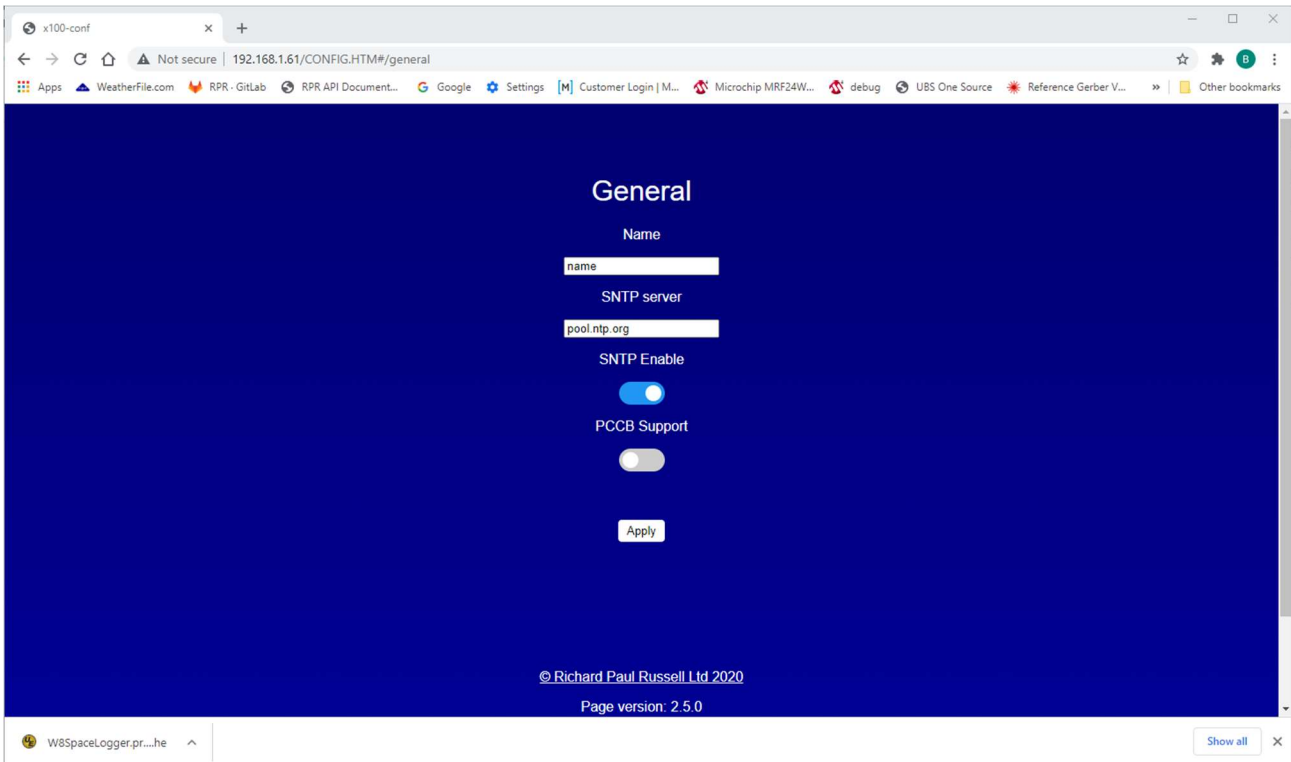 x100-conf
Not secure | 192.168.1.61/CONFIG.HTM#/general
B
Apps WeatherFile.com RPR - GitLab RPR API Document... Google Settings [M] Customer Login | M... Microchip MRF24W... debug UBS One Source Reference Gerber V... » Other bookmarks
General
Name
name
SNTP server
pool.ntp.org
SNTP Enable
PCCB Support
Apply
© Richard Paul Russell Ltd 2020
Page version: 2.5.0
W8SpaceLogger.pr....he
Show all